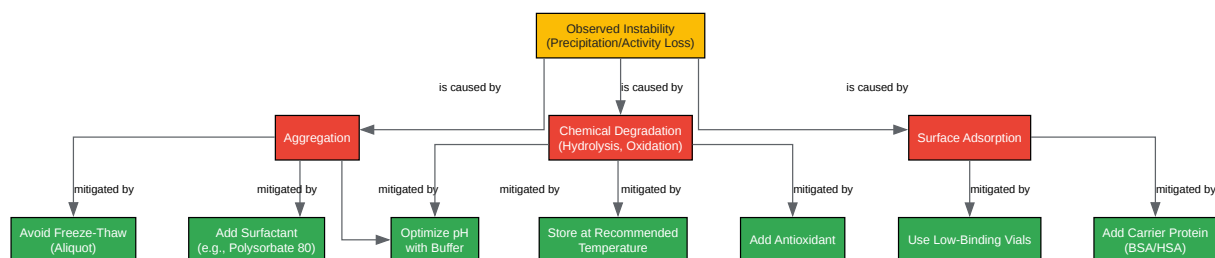 Observed Instability
(Precipitation/Activity Loss)
is caused by
is caused by
is caused by
Aggregation
Chemical Degradation
(Hydrolysis, Oxidation)
Surface Adsorption
mitigated by
mitigated by
mitigated by
mitigated by
mitigated by
mitigated by
mitigated by
mitigated by
Avoid Freeze-Thaw
(Aliquot)
Add Surfactant
(e.g., Polysorbate 80)
Optimize pH
with Buffer
Store at Recommended
Temperature
Add Antioxidant
Use Low-Binding Vials
Add Carrier Protein
(BSA/HSA)